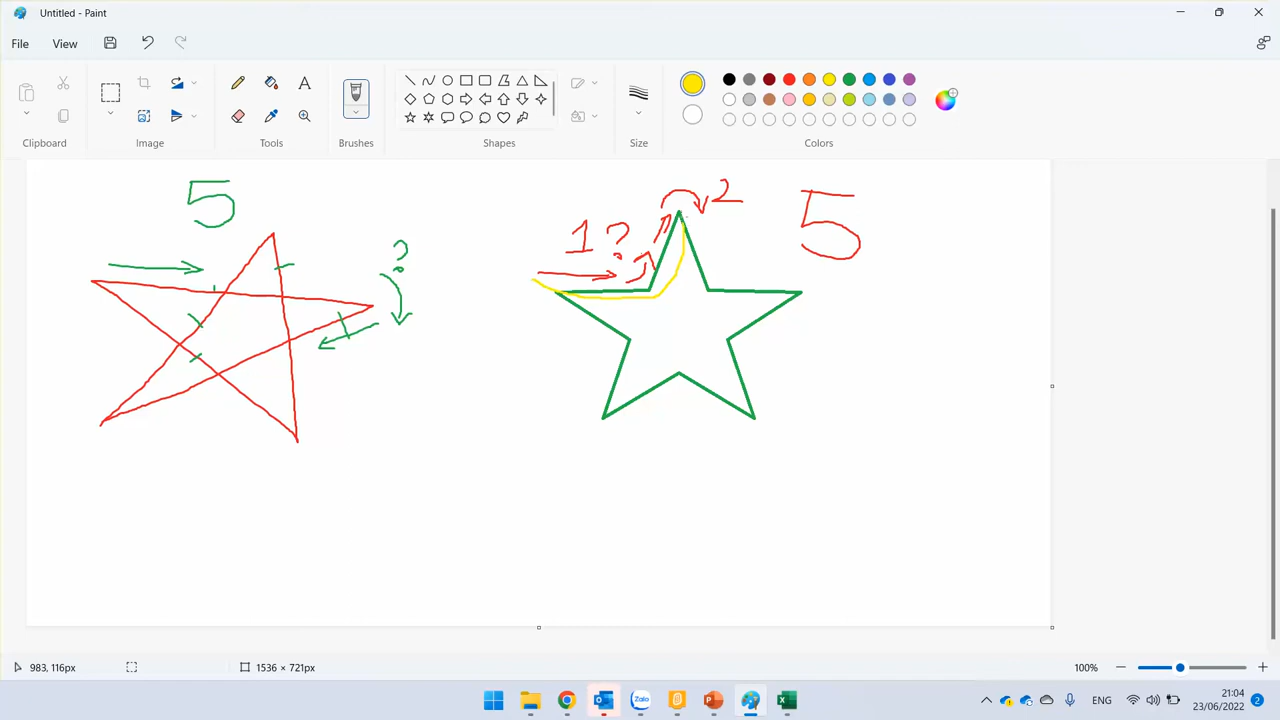 Untitled - Paint
File View
Clipboard Image Tools Brushes Shapes Size Colors
5
?
1 ?
2
5
983, 116px
1536 × 721px
100%
Zalo
ENG
21:04
23/06/2022
2